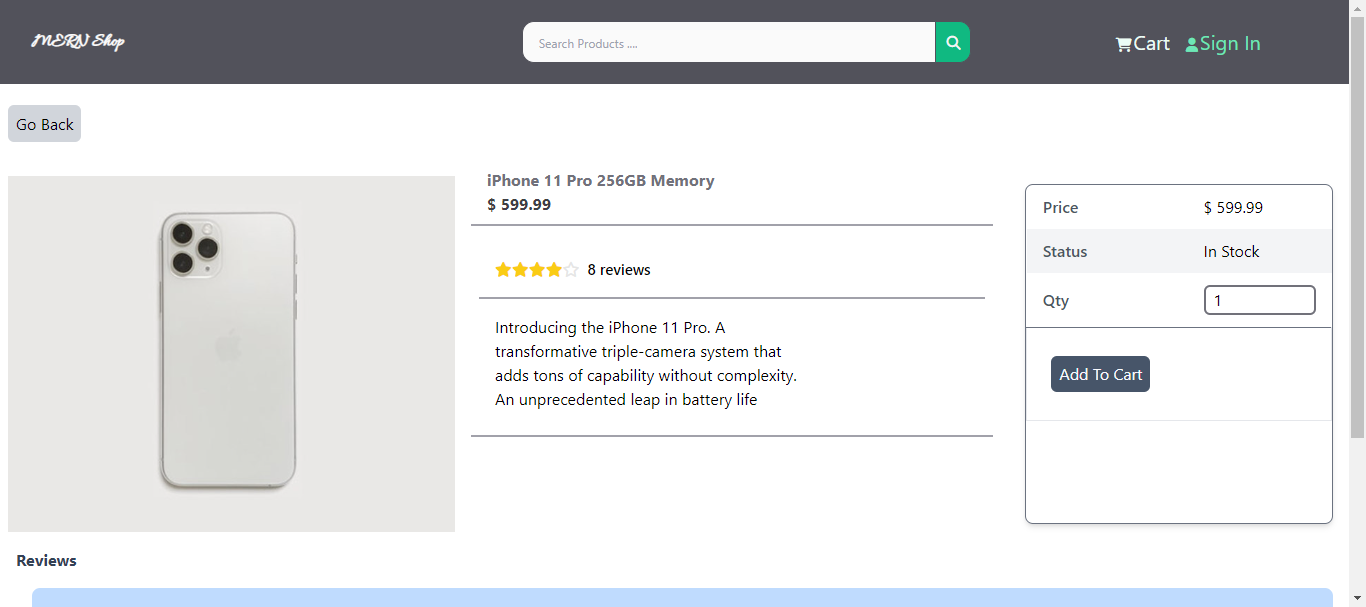 MERN Shop
Search Products ....
Cart
Sign In
Go Back
iPhone 11 Pro 256GB Memory
$ 599.99
8 reviews
Introducing the iPhone 11 Pro. A
transformative triple-camera system that
adds tons of capability without complexity.
An unprecedented leap in battery life
Price $ 599.99
Status In Stock
Qty 1
Add To Cart
Reviews